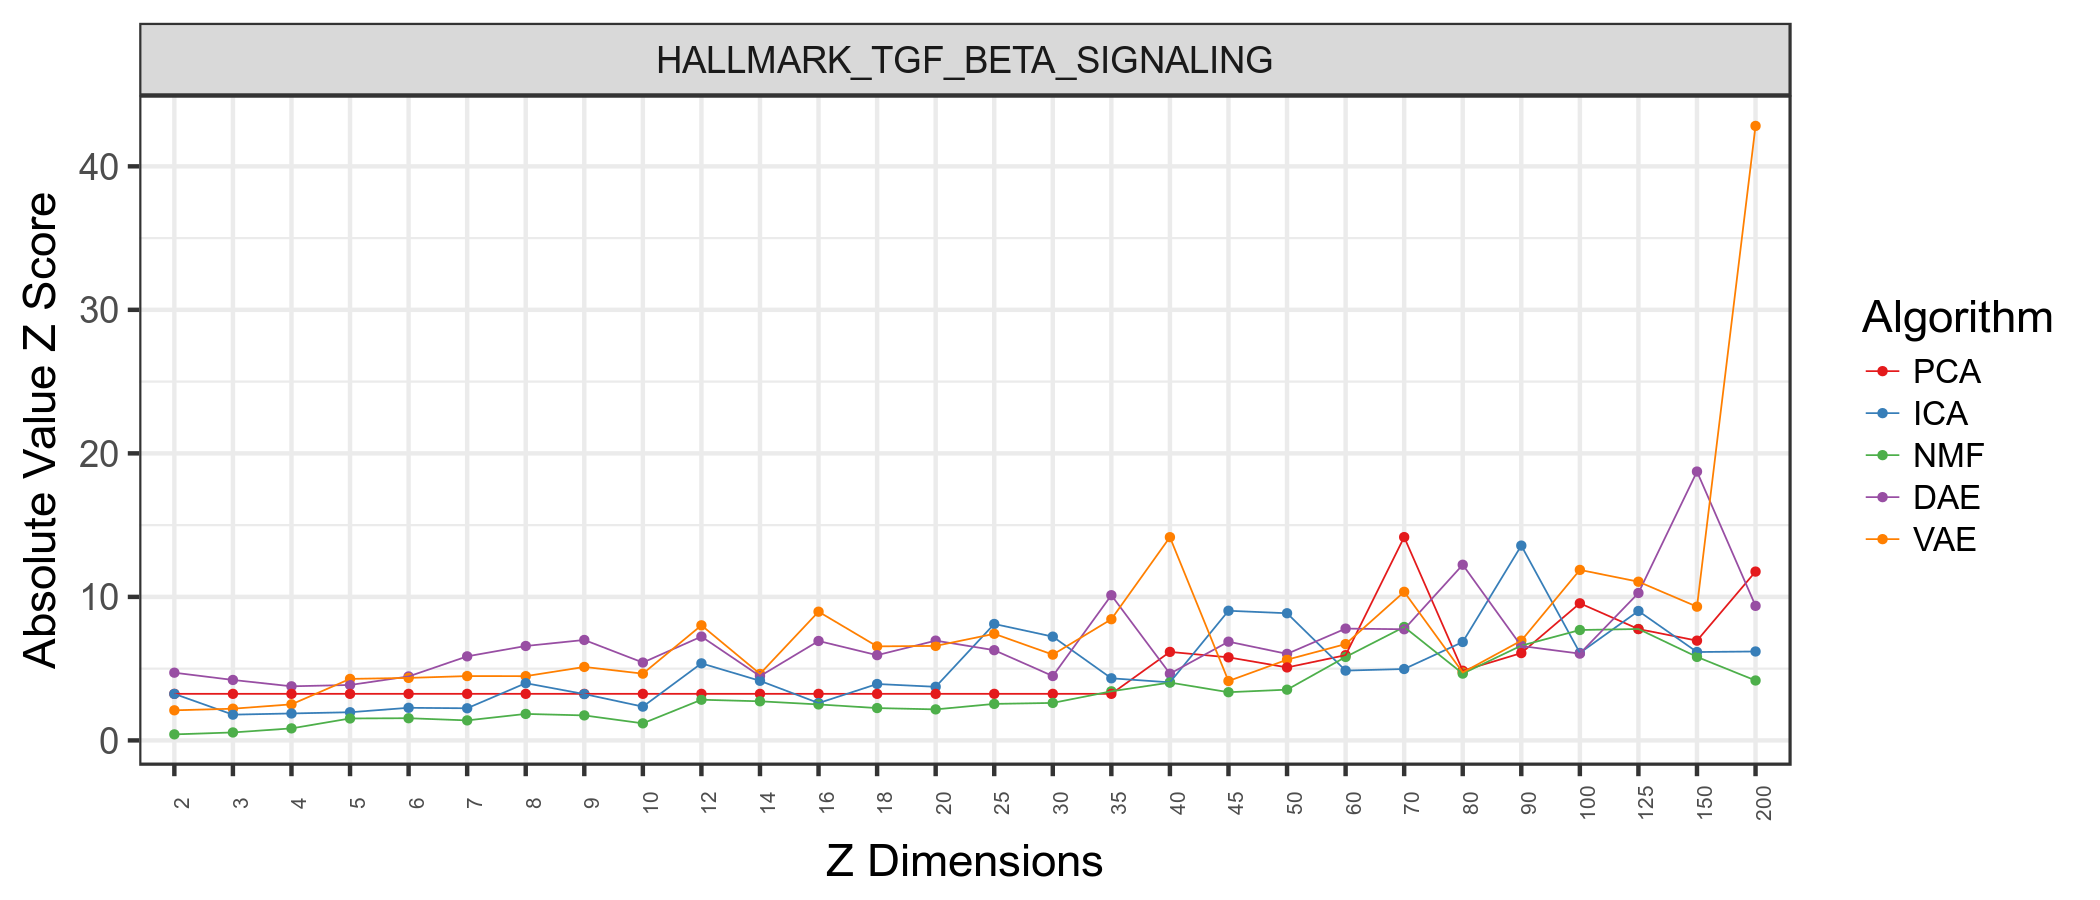 HALLMARK_TGF_BETA_SIGNALING
Absolute Value Z Score
40
30
20
10
0
2 3 4 5 6 7 8 9 10 12 14 16 18 20 25 30 35 40 45 50 60 70 80 90 100 125 150 200
Z Dimensions
Algorithm
PCA
ICA
NMF
DAE
VAE